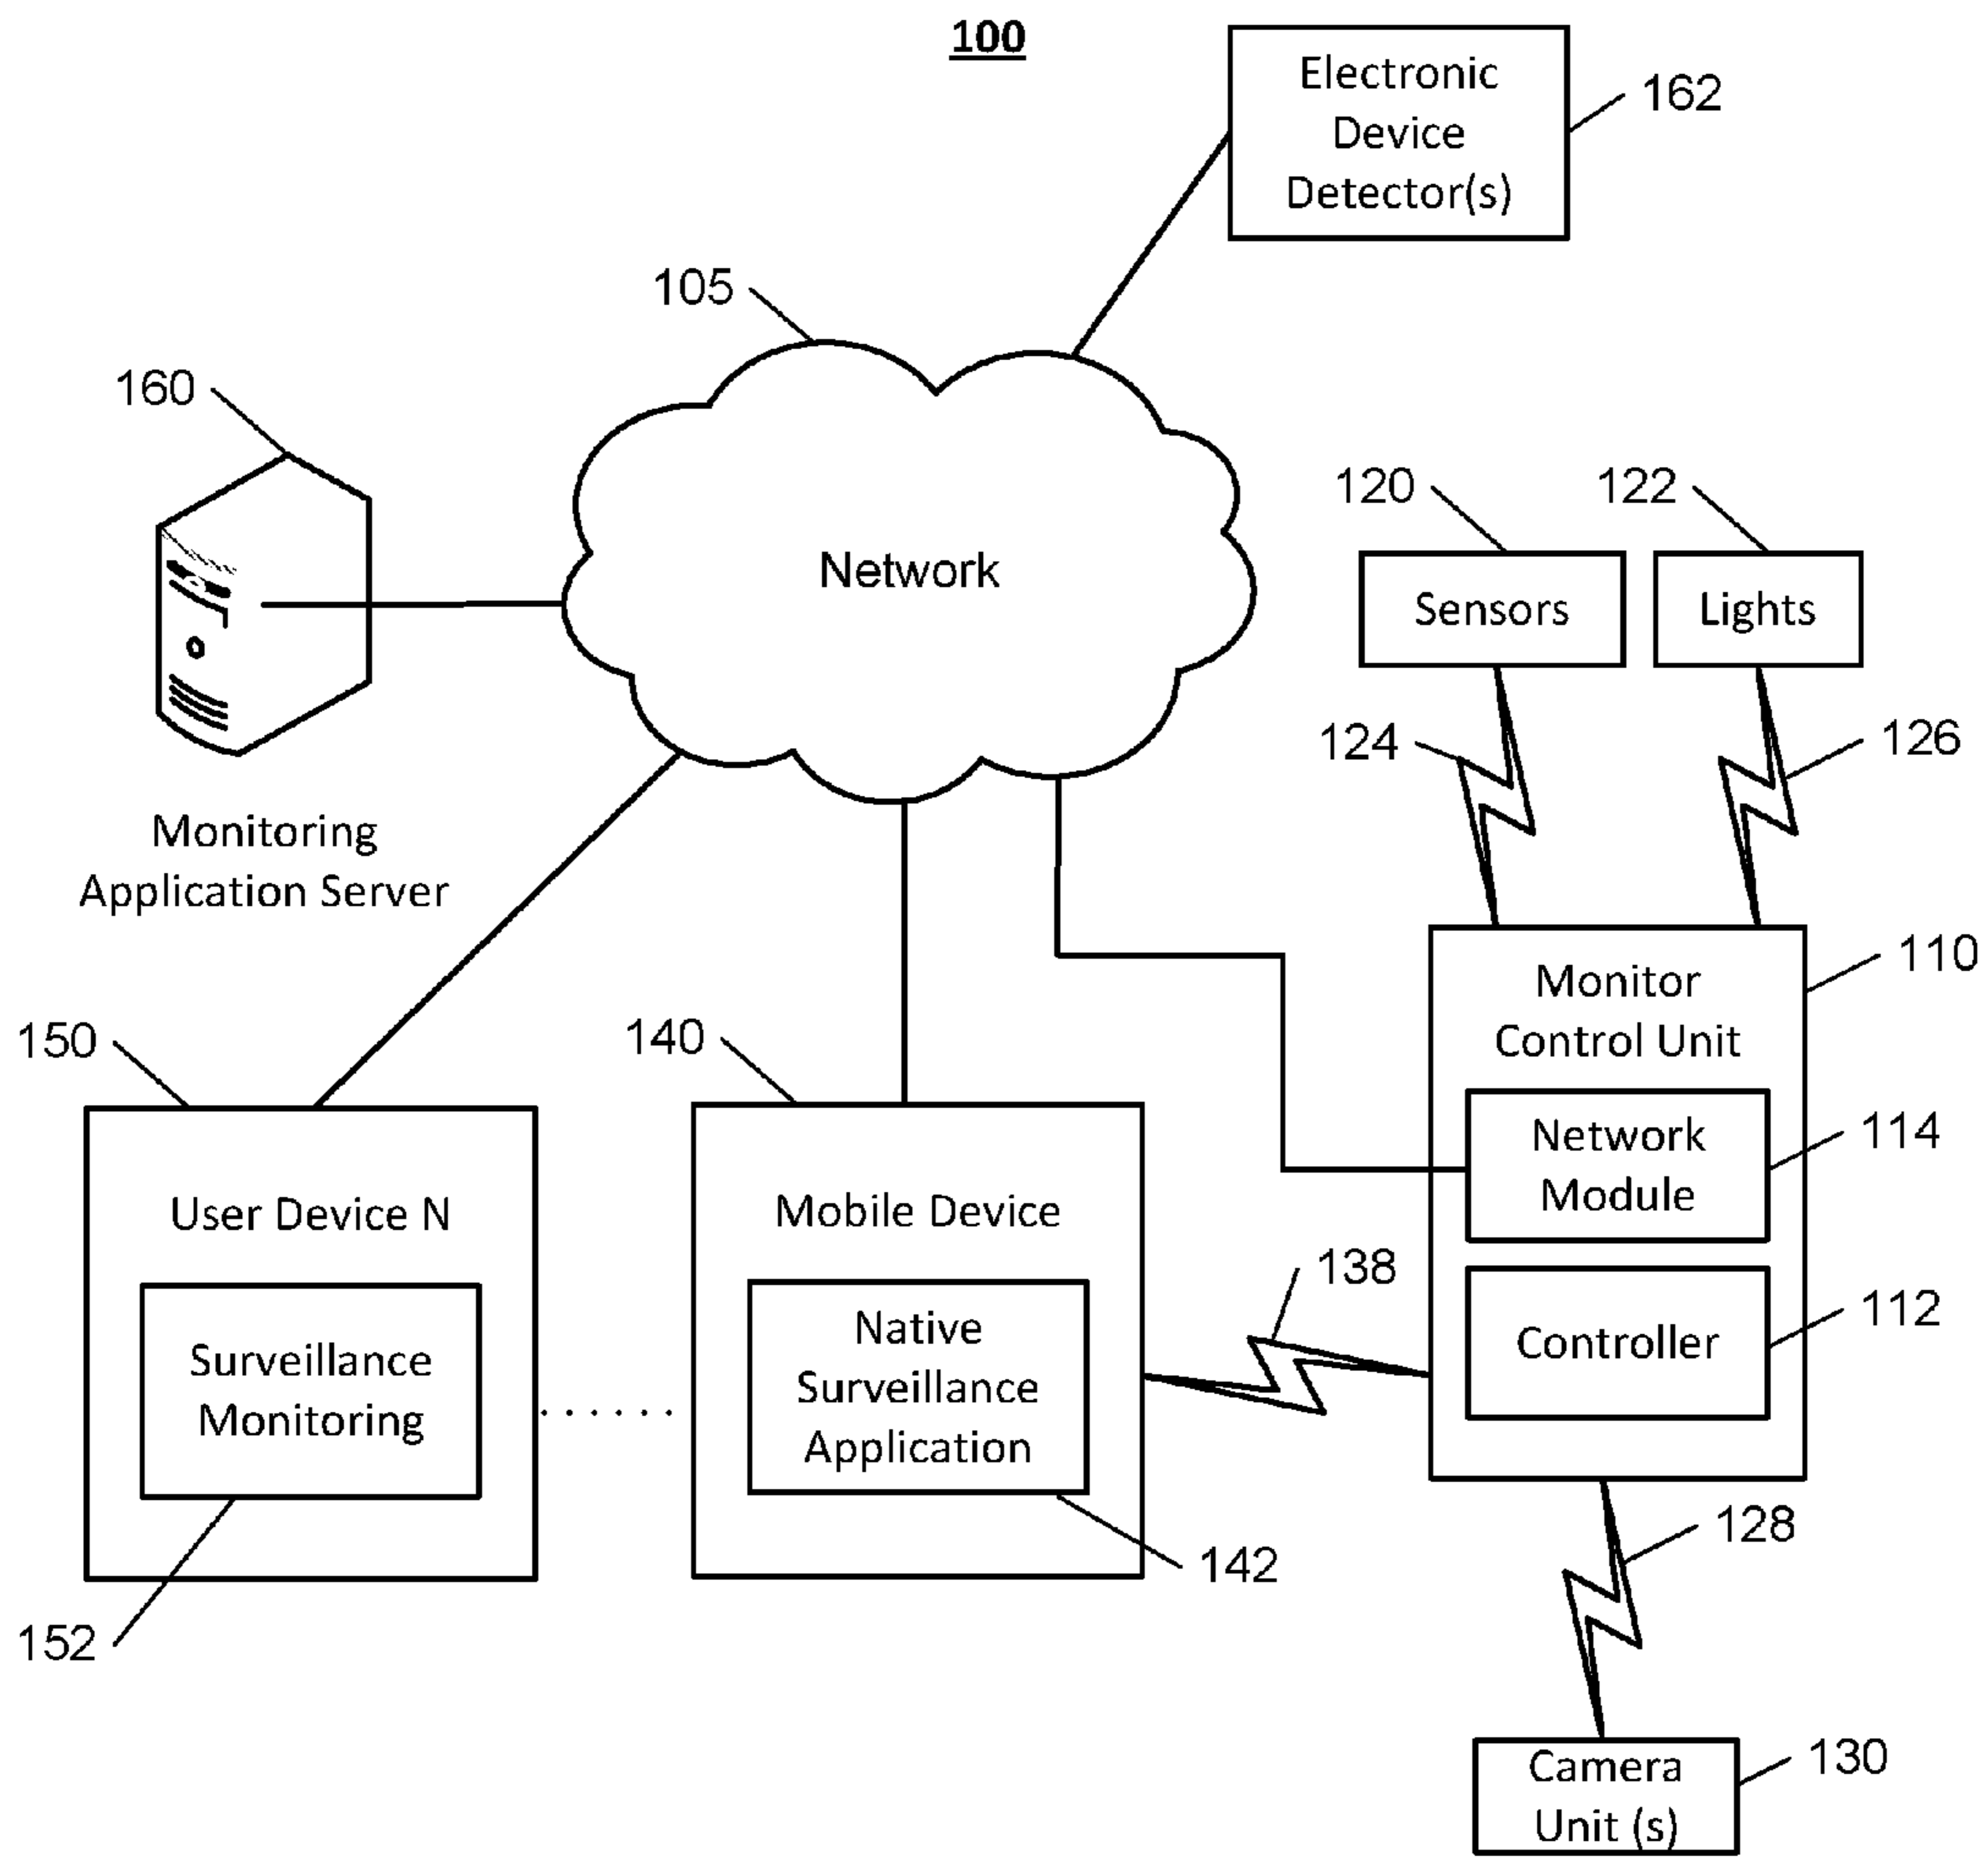 100
Electronic
Device
Detector(s)
162
105
160
Network
120
122
Sensors
Lights
124
126
Monitoring
Application Server
110
Monitor
Control Unit
150
140
Network
Module
114
User Device N
Mobile Device
138
112
Controller
Surveillance
Monitoring
Native
Surveillance
Application
128
142
152
Camera
Unit (s)
130